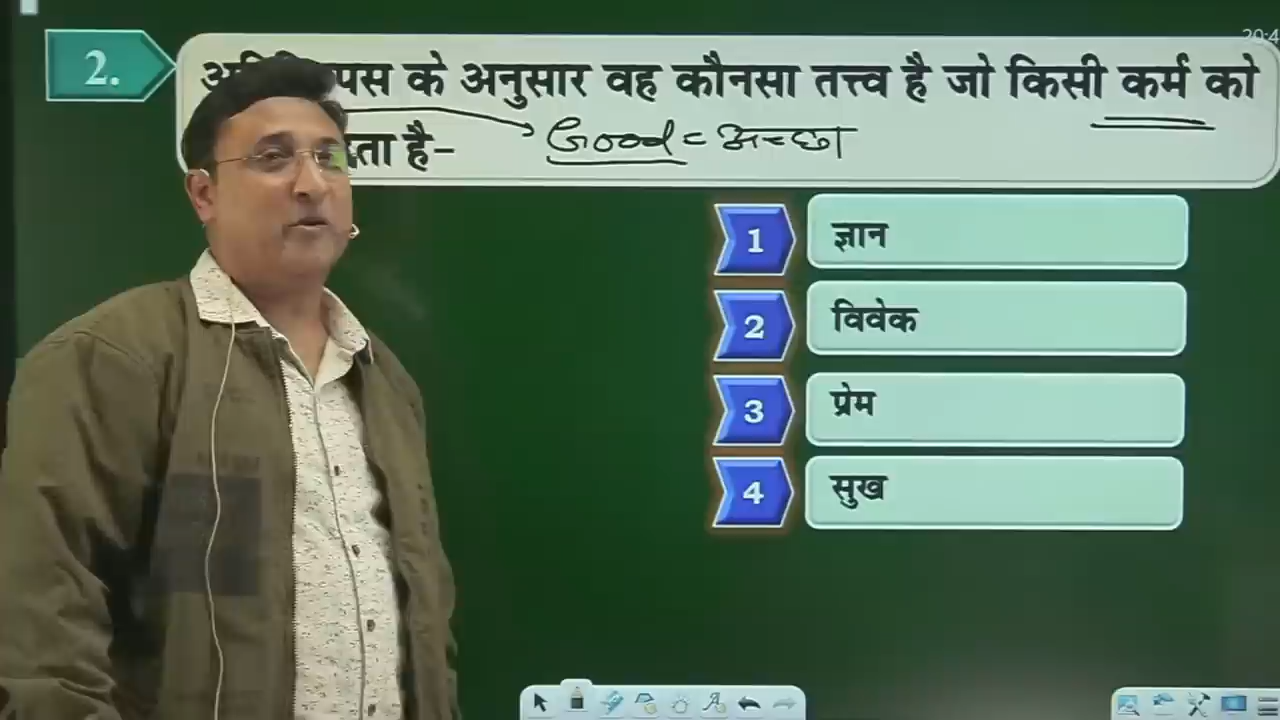 2.
के अनुसार वह कौनसा तत्त्व है जो किसी कर्म को
है-
Good = अच्छा
1 ज्ञान
2 विवेक
3 प्रेम
4 सुख